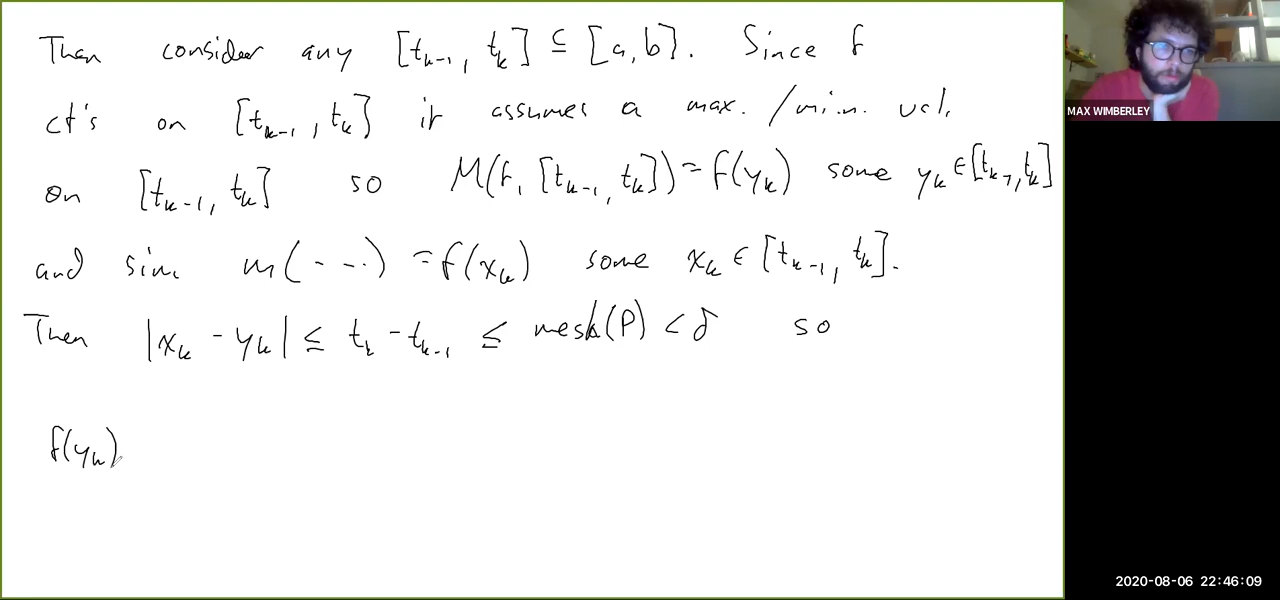 Then consider any [t_{k-1}, t_k] ⊆ [a, b]. Since f
ct's on [t_{k-1}, t_k] it assumes a max. /min. val.
on [t_{k-1}, t_k] so M(f, [t_{k-1}, t_k]) = f(y_k) some y_k ∈ [t_{k-1}, t_k]
and sim. m(---) = f(x_k) some x_k ∈ [t_{k-1}, t_k].
Then |x_k - y_k| ≤ t_k - t_{k-1} ≤ mesh(P) < δ so
f(y_k)
MAX WIMBERLEY
2020-08-06 22:46:09